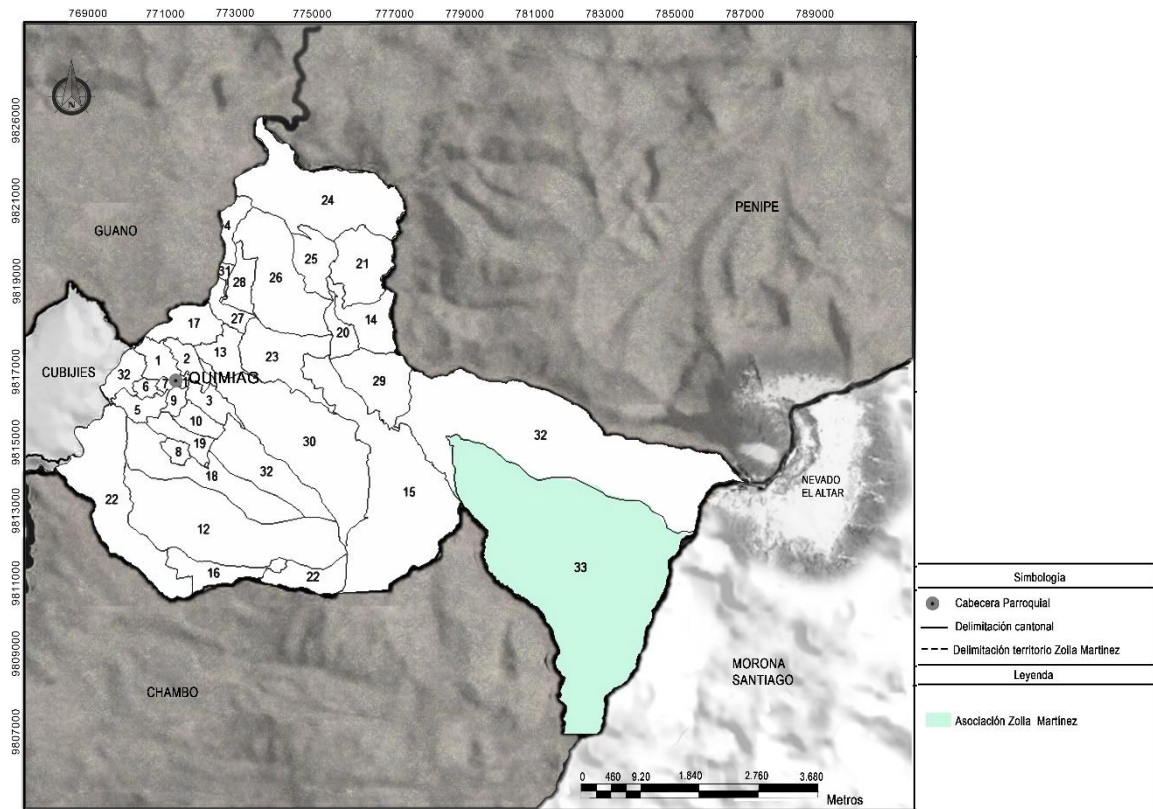 769000 771000 773000 775000 777000 779000 781000 783000 785000 787000 789000
9826000
9821000
9819000
9817000
9815000
9813000
9811000
9809000
9807000
N
GUANO
PENIPE
24
4
25
21
31
28
26
14
27
17
20
13
23
2
1
CUBIJIES
32
QUIMIAG
29
6
7
9
3
5
10
32
30
19
8
32
18
15
NEVADO
EL ALTAR
22
12
33
16
22
CHAMBO
MORONA
SANTIAGO
0 460 9.20 1.840 2.760 3.680
Metros
Simbología
Cabecera Parroquial
Delimitación cantonal
Delimitación territorio Zolla Martinez
Leyenda
Asociación Zolla Martínez